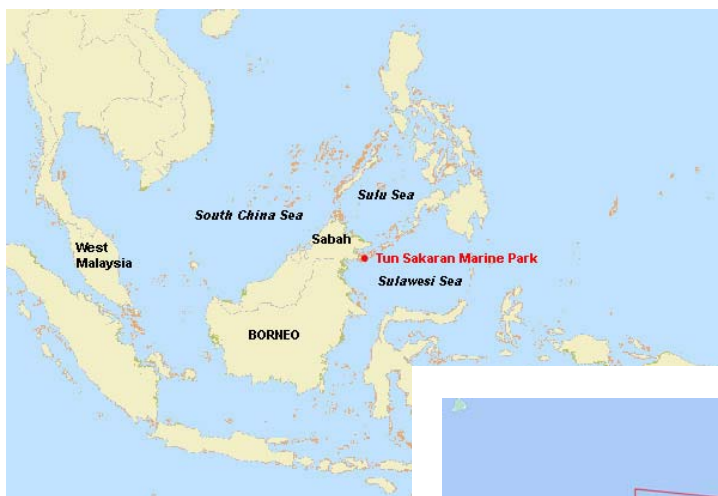 Sulu Sea
South China Sea
Sabah
West
Malaysia
Tun Sakaran Marine Park
Sulawesi Sea
BORNEO